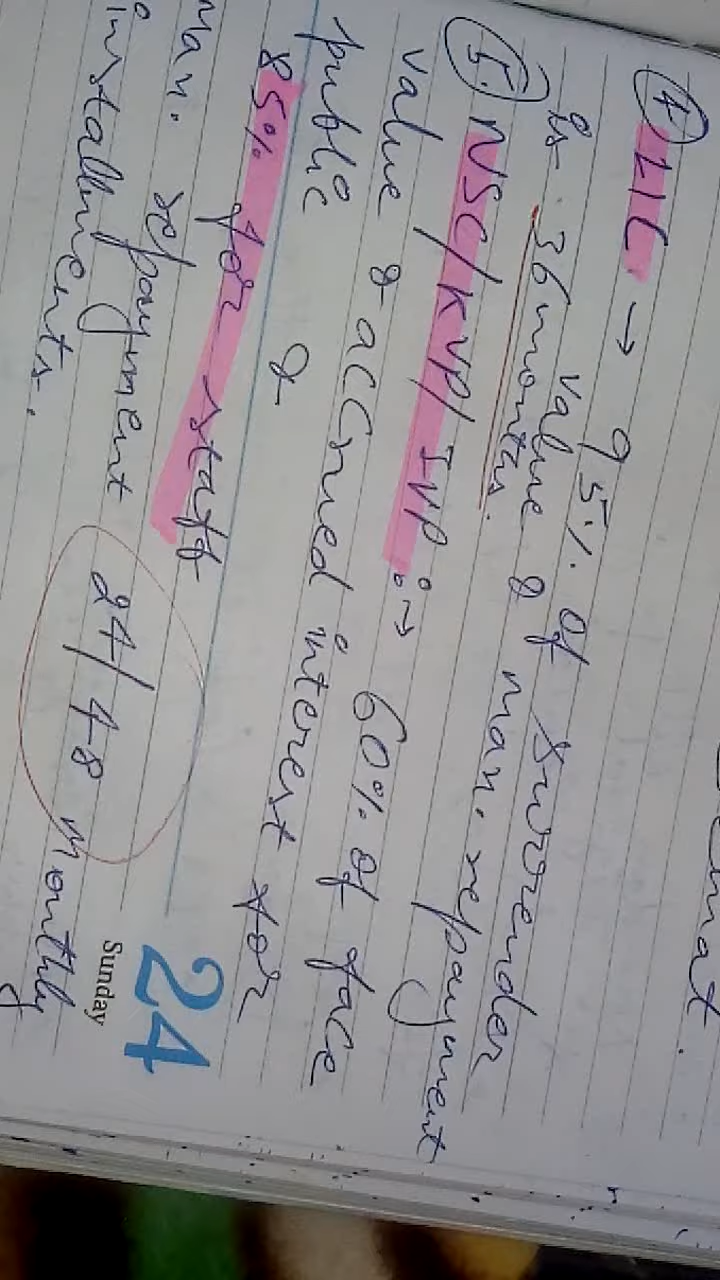 mat.
4. LIC → 95% of surrender
value & max. repayment
is 36 months.
5. NSC/KVP/IVP :→ 60% of face
value & accrued interest for
public &
85% for staff
24
Sunday
Max. repayment 24/48 monthly
installments.